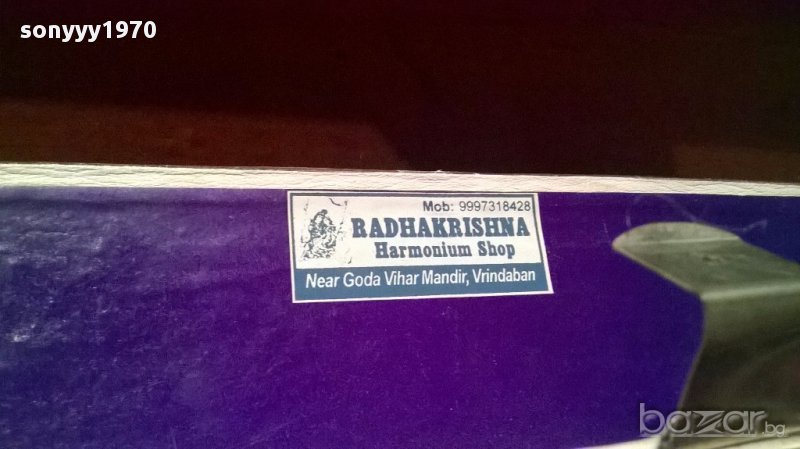 sonyyy1970
Mob: 9997318428
RADHAKRISHNA
Harmonium Shop
Near Goda Vihar Mandir, Vrindaban
bazar.bg